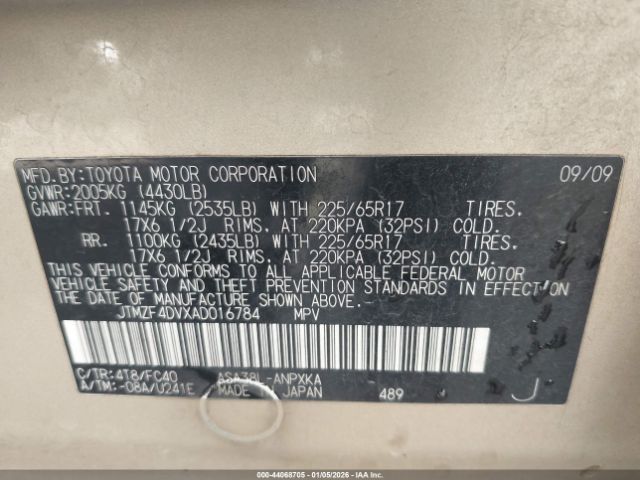 MFD.BY:TOYOTA MOTOR CORPORATION 09/09
GVWR:2005KG (4430LB)
GAWR:FRT. 1145KG (2535LB) WITH 225/65R17 TIRES.
17X6 1/2J RIMS. AT 220KPA (32PSI) COLD.
RR. 1100KG (2435LB) WITH 225/65R17 TIRES.
17X6 1/2J RIMS. AT 220KPA (32PSI) COLD.
THIS VEHICLE CONFORMS TO ALL APPLICABLE FEDERAL MOTOR
VEHICLE SAFETY AND THEFT PREVENTION STANDARDS IN EFFECT ON
THE DATE OF MANUFACTURE SHOWN ABOVE.
JTMZF4DVXAD016784 MPV
C/TR:4T8/FC40 ASA38L-ANPXKA
A/TM:-08A/U241E MADE IN JAPAN 489 J
000-44068705 | 01/05/2026 - IAA Inc.